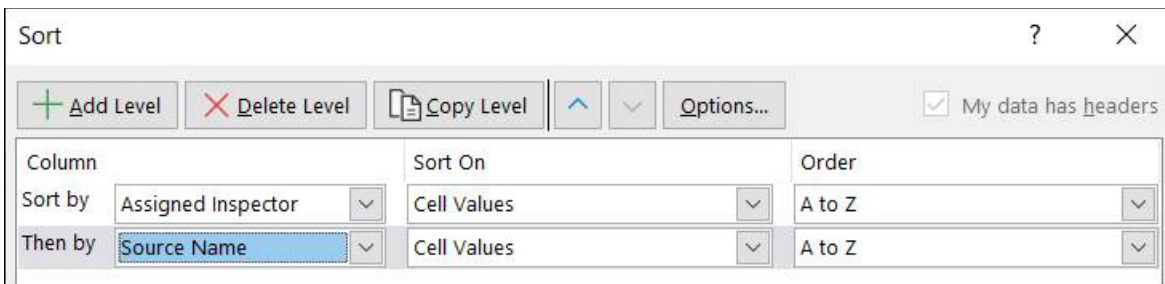 Sort ?
Add Level Delete Level Copy Level Options... My data has headers
Column Sort On Order
Sort by Assigned Inspector Cell Values A to Z
Then by Source Name Cell Values A to Z